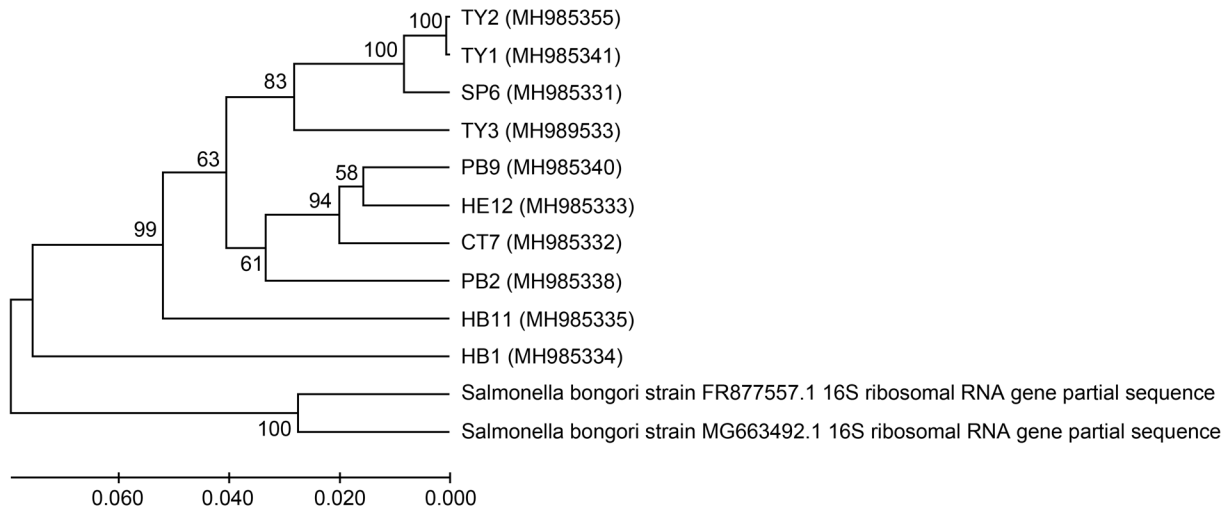 TY2 (MH985355)
100
TY1 (MH985341)
100
83
SP6 (MH985331)
TY3 (MH989533)
63
PB9 (MH985340)
58
HE12 (MH985333)
94
99
CT7 (MH985332)
61
PB2 (MH985338)
HB11 (MH985335)
HB1 (MH985334)
Salmonella bongori strain FR877557.1 16S ribosomal RNA gene partial sequence
100
Salmonella bongori strain MG663492.1 16S ribosomal RNA gene partial sequence
0.060 0.040 0.020 0.000